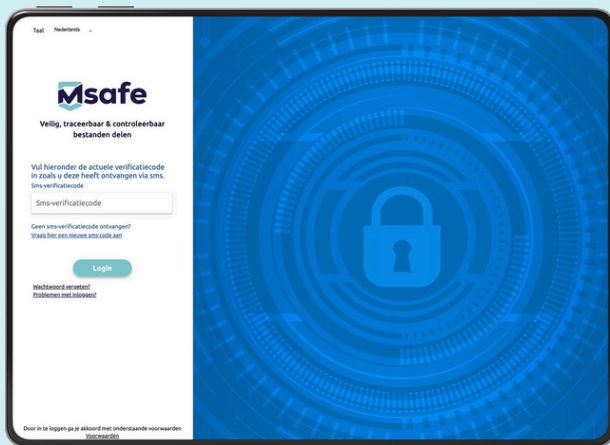 Taal Nederlands
Msafe
Veilig, traceerbaar & controleerbaar
bestanden delen
Vul hieronder de actuele verificatiecode
in zoals u deze heeft ontvangen via sms.
Sms-verificatiecode
Sms-verificatiecode
Geen sms-verificatiecode ontvangen?
Vraag hier een nieuwe sms-code aan
Login
Wachtwoord vergeten?
Problemen met inloggen?
Door in te loggen ga je akkoord met onderstaande voorwaarden
Voorwaarden